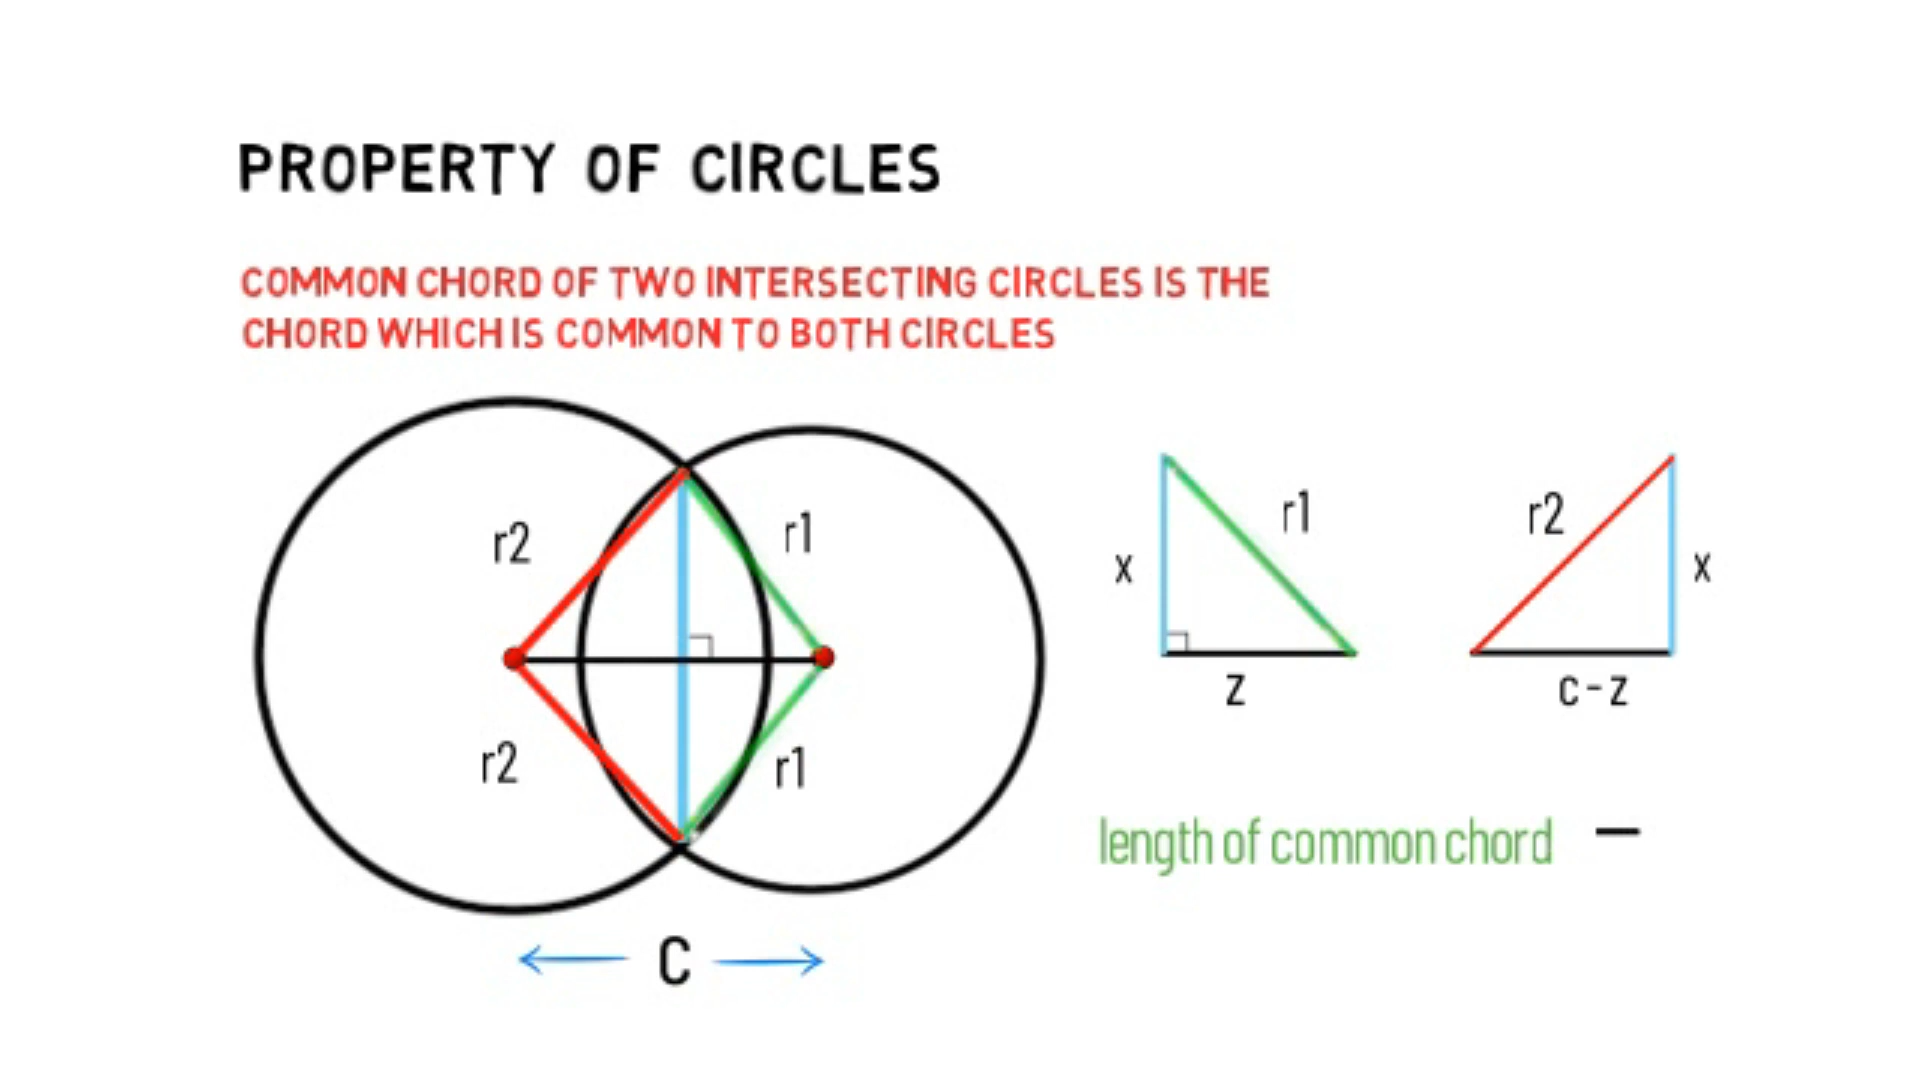 PROPERTY OF CIRCLES
COMMON CHORD OF TWO INTERSECTING CIRCLES IS THE
CHORD WHICH IS COMMON TO BOTH CIRCLES
r2
r1
r2
r1
C
x
r1
z
r2
x
c-z
length of common chord –